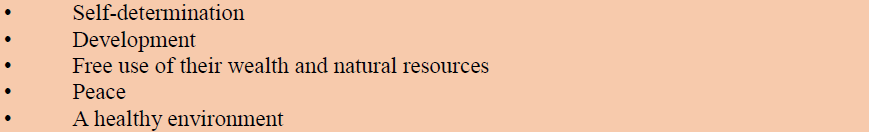 • Self-determination
• Development
• Free use of their wealth and natural resources
• Peace
• A healthy environment